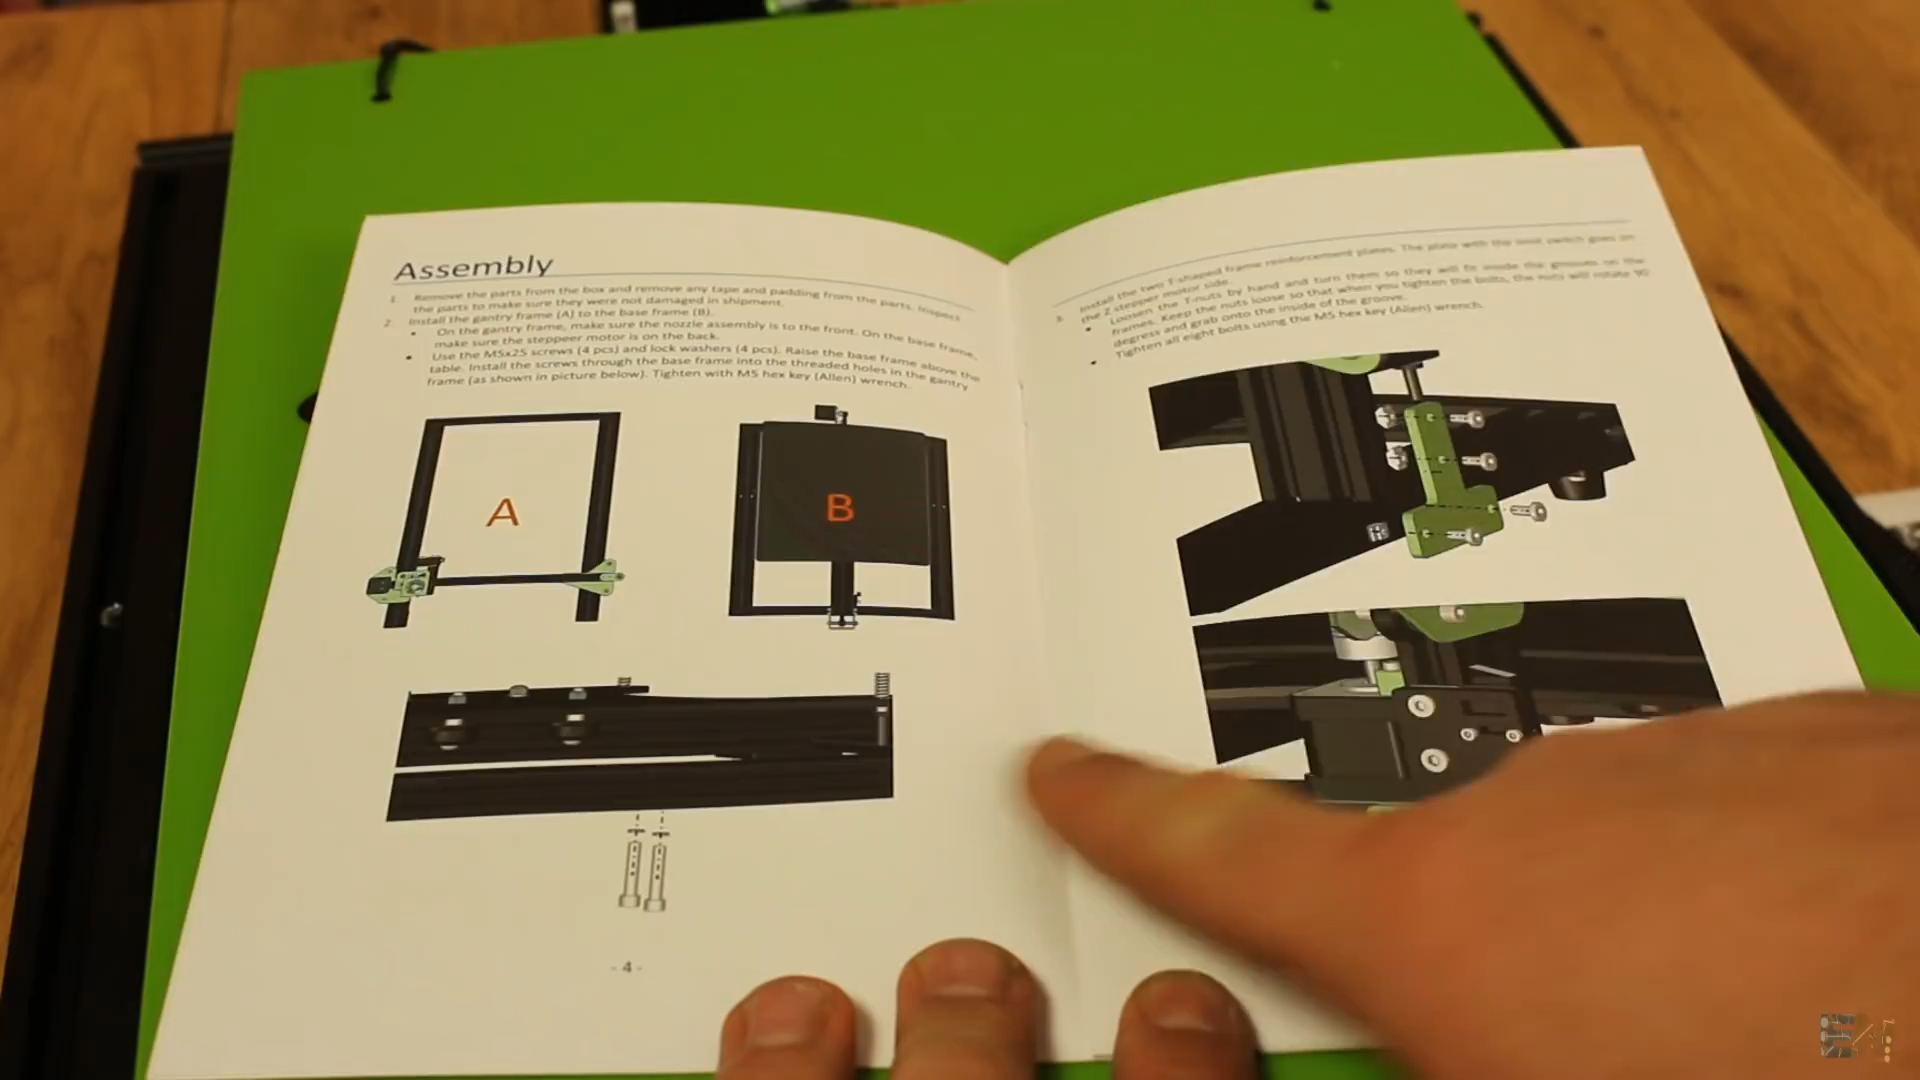 Assembly
1. Remove the parts from the box and remove any tape and padding from the parts. Inspect
the parts to make sure they were not damaged in shipment.
2. Install the gantry frame (A) to the base frame (B).
• On the gantry frame, make sure the nozzle assembly is to the front. On the base frame,
make sure the steppeer motor is on the back.
• Use the M5x25 screws (4 pcs) and lock washers (4 pcs). Raise the base frame above the
table. Install the screws through the base frame into the threaded holes in the gantry
frame (as shown in picture below). Tighten with M5 hex key (Allen) wrench.
A
B
- 4 -
3. Install the two T-shaped frame reinforcement plates. The plate with the limit switch goes on
the Z stepper motor side.
• Loosen the T-nuts by hand and turn them so they will fit inside the grooves on the
frames. Keep the nuts loose so that when you tighten the bolts, the nuts will rotate 90
degress and grab onto the inside of the groove.
• Tighten all eight bolts using the M5 hex key (Allen) wrench.